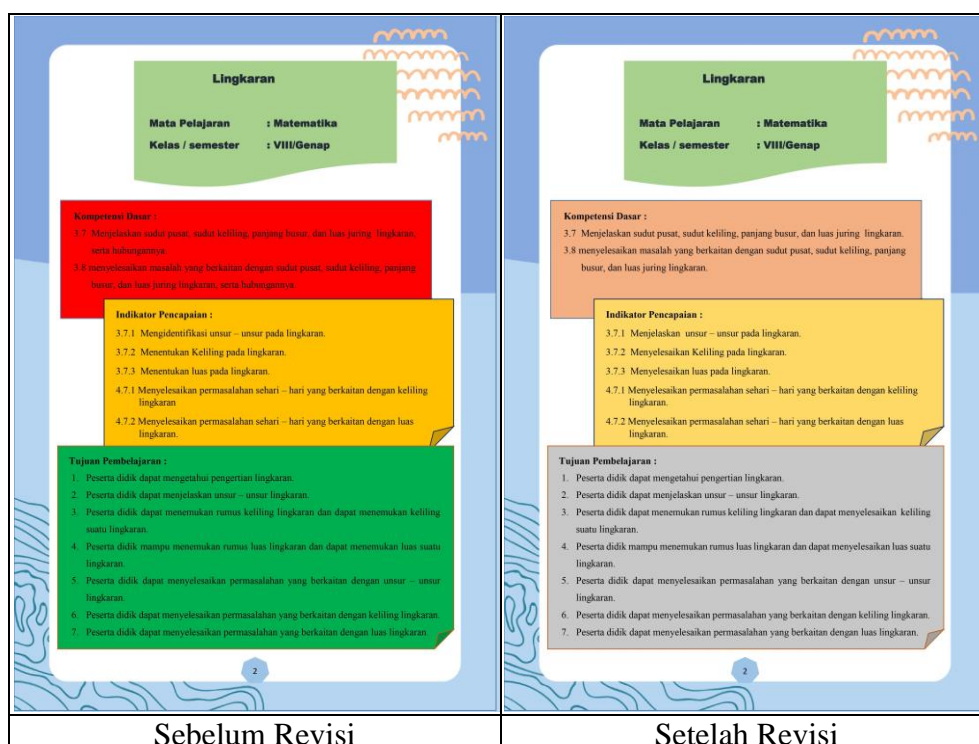 Lingkaran
Mata Pelajaran : Matematika
Kelas / semester : VIII/Genap
Kompetensi Dasar :
3.7 Menjelaskan sudut pusat, sudut keliling, panjang busur, dan luas juring lingkaran,
serta hubungannya.
3.8 menyelesaikan masalah yang berkaitan dengan sudut pusat, sudut keliling, panjang
busur, dan luas juring lingkaran, serta hubungannya.
Indikator Pencapaian :
3.7.1 Mengidentifikasi unsur – unsur pada lingkaran.
3.7.2 Menentukan Keliling pada lingkaran.
3.7.3 Menentukan luas pada lingkaran.
4.7.1 Menyelesaikan permasalahan sehari – hari yang berkaitan dengan keliling
lingkaran
4.7.2 Menyelesaikan permasalahan sehari – hari yang berkaitan dengan luas
lingkaran.
Tujuan Pembelajaran :
1. Peserta didik dapat mengetahui pengertian lingkaran.
2. Peserta didik dapat menjelaskan unsur – unsur lingkaran.
3. Peserta didik dapat menemukan rumus keliling lingkaran dan dapat menemukan keliling
suatu lingkaran.
4. Peserta didik mampu menemukan rumus luas lingkaran dan dapat menemukan luas suatu
lingkaran.
5. Peserta didik dapat menyelesaikan permasalahan yang berkaitan dengan unsur – unsur
lingkaran.
6. Peserta didik dapat menyelesaikan permasalahan yang berkaitan dengan keliling lingkaran.
7. Peserta didik dapat menyelesaikan permasalahan yang berkaitan dengan luas lingkaran.
2
Sebelum Revisi
Lingkaran
Mata Pelajaran : Matematika
Kelas / semester : VIII/Genap
Kompetensi Dasar :
3.7 Menjelaskan sudut pusat, sudut keliling, panjang busur, dan luas juring lingkaran.
3.8 menyelesaikan masalah yang berkaitan dengan sudut pusat, sudut keliling, panjang
busur, dan luas juring lingkaran.
Indikator Pencapaian :
3.7.1 Menjelaskan unsur – unsur pada lingkaran.
3.7.2 Menyelesaikan Keliling pada lingkaran.
3.7.3 Menyelesaikan luas pada lingkaran.
4.7.1 Menyelesaikan permasalahan sehari – hari yang berkaitan dengan keliling
lingkaran.
4.7.2 Menyelesaikan permasalahan sehari – hari yang berkaitan dengan luas
lingkaran.
Tujuan Pembelajaran :
1. Peserta didik dapat mengetahui pengertian lingkaran.
2. Peserta didik dapat menjelaskan unsur – unsur lingkaran.
3. Peserta didik dapat menemukan rumus keliling lingkaran dan dapat menyelesaikan keliling
suatu lingkaran.
4. Peserta didik mampu menemukan rumus luas lingkaran dan dapat menyelesaikan luas suatu
lingkaran.
5. Peserta didik dapat menyelesaikan permasalahan yang berkaitan dengan unsur – unsur
lingkaran.
6. Peserta didik dapat menyelesaikan permasalahan yang berkaitan dengan keliling lingkaran.
7. Peserta didik dapat menyelesaikan permasalahan yang berkaitan dengan luas lingkaran.
2
Setelah Revisi